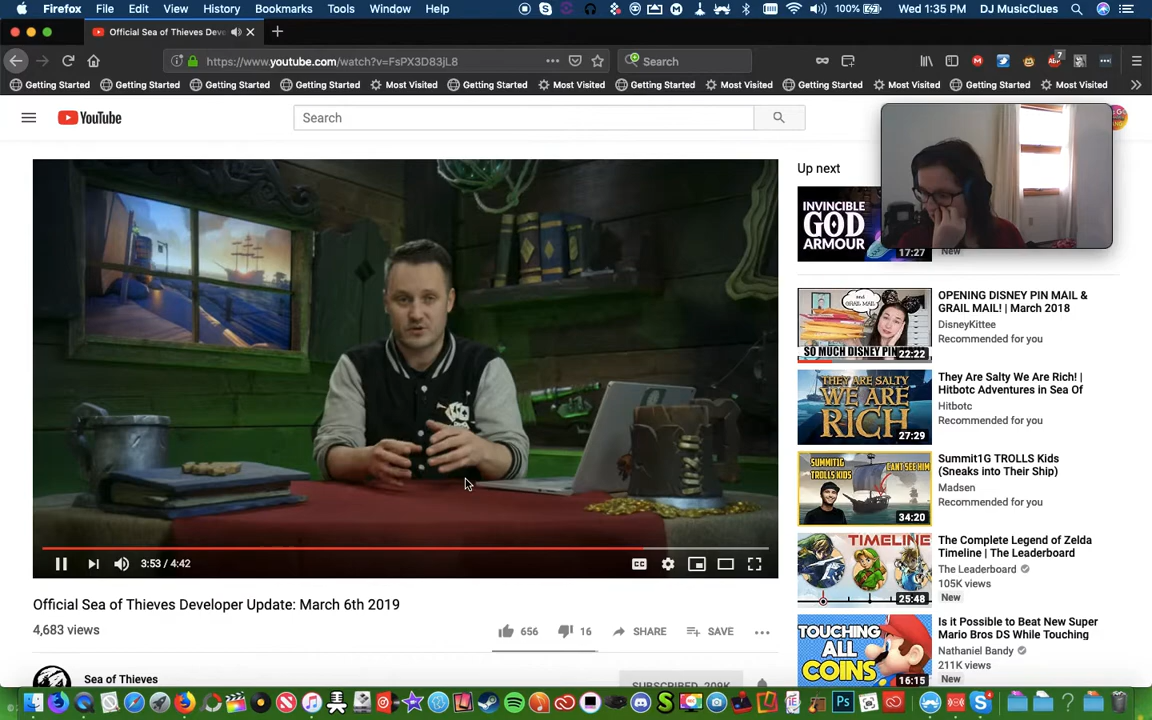 Firefox File Edit View History Bookmarks Tools Window Help 100% Wed 1:35 PM DJ MusicClues
Official Sea of Thieves Deve
https://www.youtube.com/watch?v=FsPX3D83jL8 Search
Getting Started Getting Started Getting Started Getting Started Most Visited Getting Started Most Visited Getting Started Most Visited Getting Started Most Visited
YouTube Search
Up next
INVINCIBLE
GOD
ARMOUR
17:27
New
OPENING DISNEY PIN MAIL &
GRAIL MAIL! | March 2018
DisneyKittee
Recommended for you
and
GRAIL MAIL
SO MUCH DISNEY PIN
22:22
They Are Salty We Are Rich! |
Hitbotc Adventures in Sea Of
Hitbotc
Recommended for you
THEY ARE SALTY
WE ARE
RICH
27:29
Summit1G TROLLS Kids
(Sneaks into Their Ship)
Madsen
Recommended for you
SUMMIT1G
TROLLS KIDS
CANT SEE HIM
34:20
The Complete Legend of Zelda
Timeline | The Leaderboard
The Leaderboard
105K views
New
TIMELINE
25:48
Is it Possible to Beat New Super
Mario Bros DS While Touching
Nathaniel Bandy
211K views
New
TOUCHING
ALL
COINS
16:15
3:53 / 4:42
Official Sea of Thieves Developer Update: March 6th 2019
4,683 views
656 16 SHARE SAVE
Sea of Thieves
SUBSCRIBED 209K